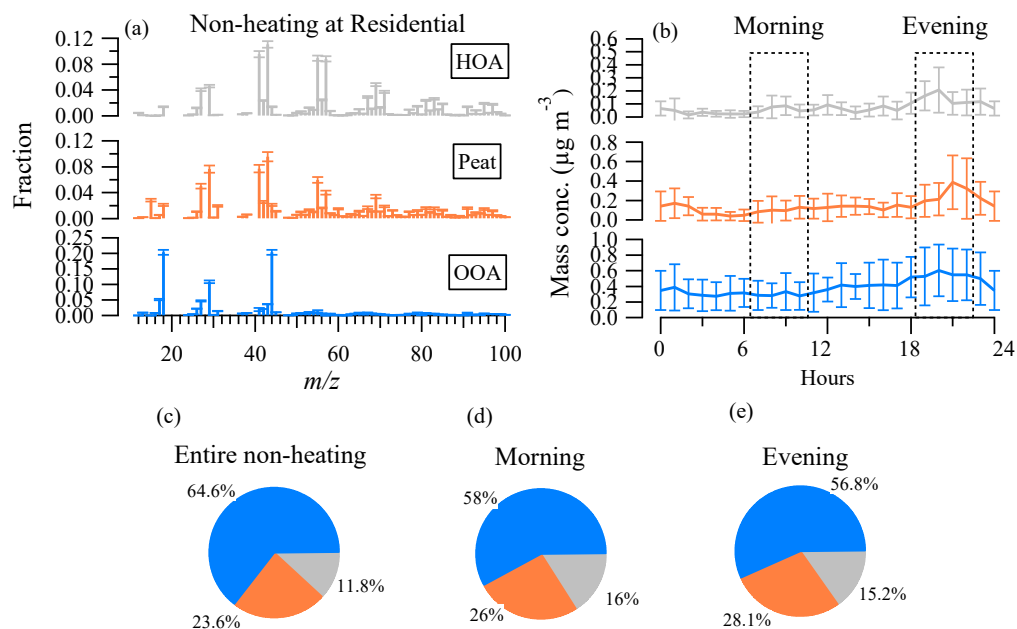 (a)
Non-heating at Residential
0.12
0.08
0.04
0.00
HOA
0.12
0.08
0.04
0.00
Peat
0.25
0.20
0.15
0.10
0.05
0.00
OOA
Fraction
20
40
60
80
100
m/z
(b)
Morning
Evening
0.6
0.5
0.4
0.3
0.2
0.1
0.0
0.8
0.6
0.4
0.2
0.0
1.0
0.8
0.6
0.4
0.2
0.0
Mass conc. (μg m⁻³)
0
6
12
18
24
Hours
(c)
Entire non-heating
64.6%
11.8%
23.6%
(d)
Morning
58%
16%
26%
(e)
Evening
56.8%
15.2%
28.1%